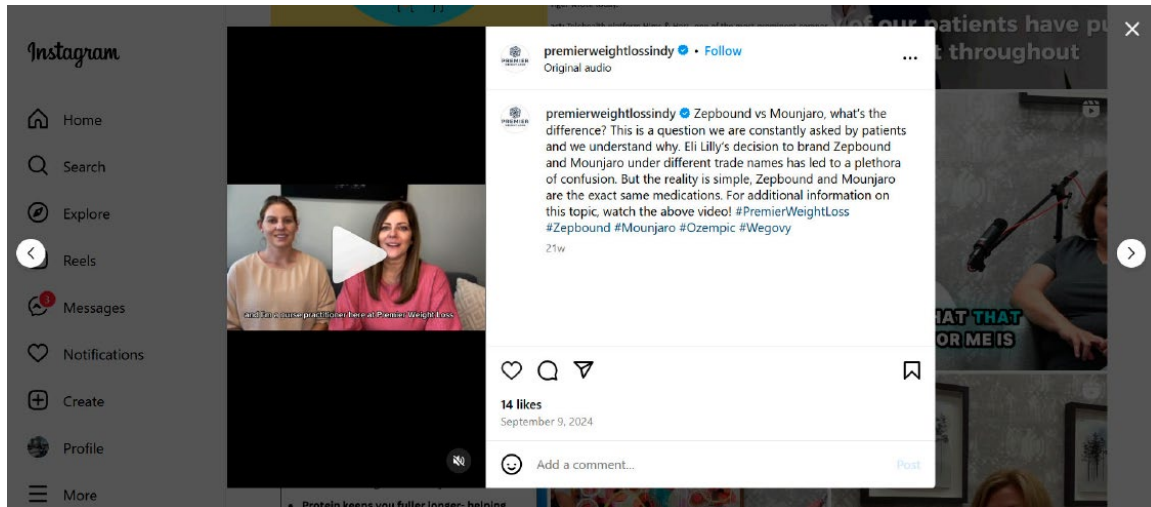 Instagram
Home
Search
Explore
Reels
3
Messages
Notifications
Create
Profile
More
of our patients have pu
t throughout
premierweightlossindy • Follow
Original audio
PREMIER
premierweightlossindy Zepbound vs Mounjaro, what's the
difference? This is a question we are constantly asked by patients
and we understand why. Eli Lilly's decision to brand Zepbound
and Mounjaro under different trade names has led to a plethora
of confusion. But the reality is simple, Zepbound and Mounjaro
are the exact same medications. For additional information on
this topic, watch the above video! #PremierWeightLoss
#Zepbound #Mounjaro #Ozempic #Wegovy
21w
and I'm a nurse practitioner here at Premier Weight Loss
HAT THAT
OR ME IS
14 likes
September 9, 2024
Add a comment...
Post
Protein keeps you fuller longer- helping